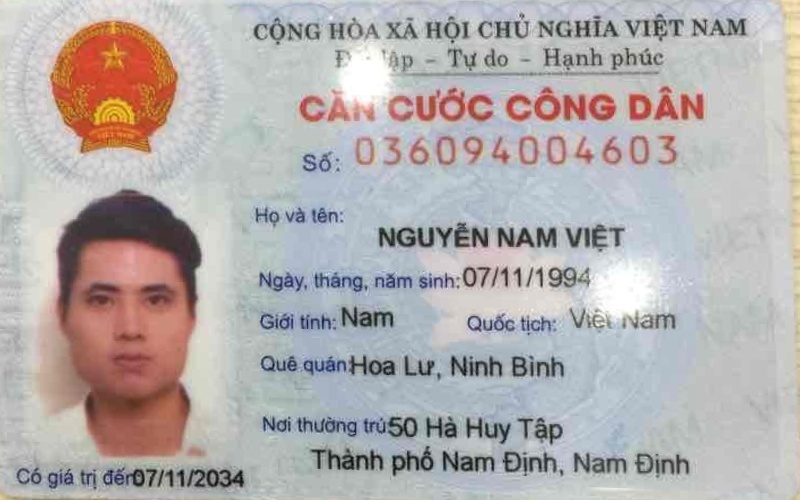 CỘNG HÒA XÃ HỘI CHỦ NGHĨA VIỆT NAM
lập – Tự do – Hạnh phúc
CĂN CƯỚC CÔNG DÂN
Số: 036094004603
Họ và tên:
NGUYỄN NAM VIỆT
Ngày, tháng, năm sinh: 07/11/1994
Giới tính: Nam Quốc tịch: Việt Nam
Quê quán: Hoa Lư, Ninh Bình
Nơi thường trú: 50 Hà Huy Tập
Thành phố Nam Định, Nam Định
Có giá trị đến 07/11/2034